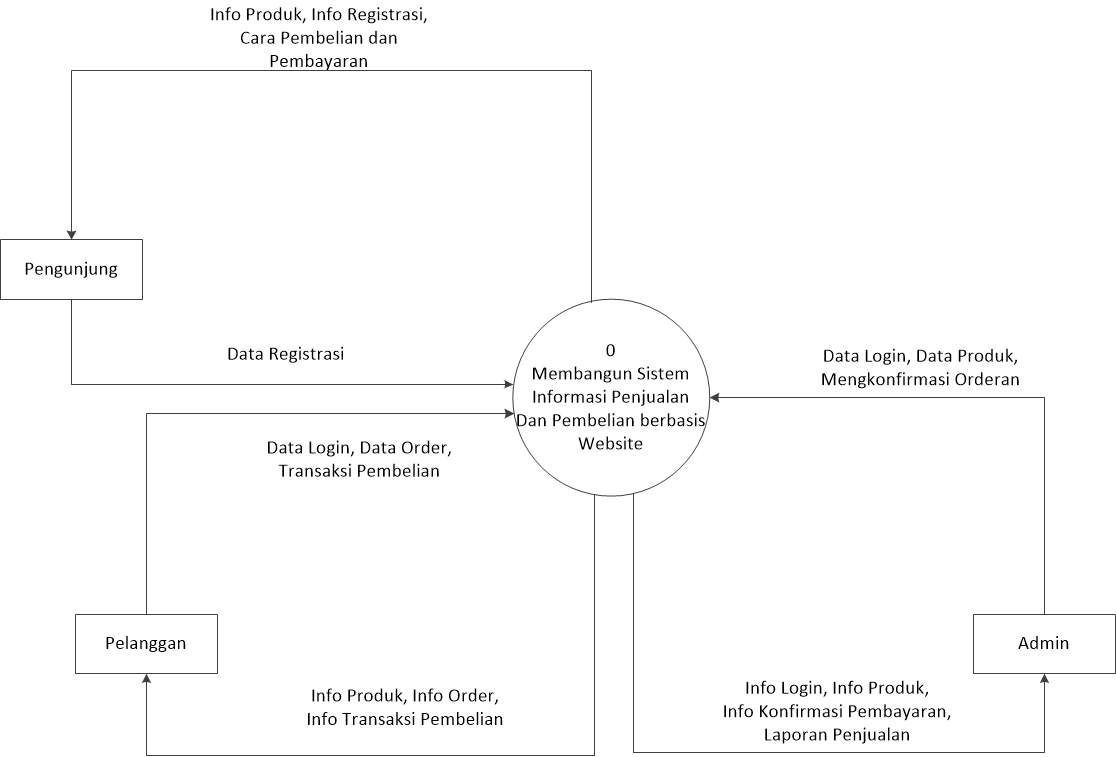 Info Produk, Info Registrasi,
Cara Pembelian dan
Pembayaran
Pengunjung
Data Registrasi
0
Membangun Sistem
Informasi Penjualan
Dan Pembelian berbasis
Website
Data Login, Data Produk,
Mengkonfirmasi Orderan
Data Login, Data Order,
Transaksi Pembelian
Pelanggan
Admin
Info Produk, Info Order,
Info Transaksi Pembelian
Info Login, Info Produk,
Info Konfirmasi Pembayaran,
Laporan Penjualan